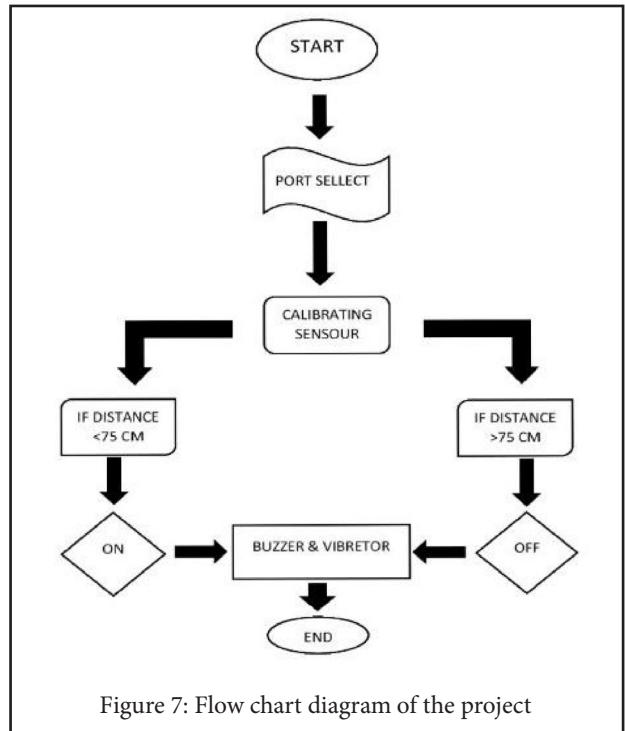 START
PORT SELLECT
CALIBRATING
SENSOUR
IF DISTANCE
<75 CM
IF DISTANCE
>75 CM
ON
BUZZER & VIBRETOR
OFF
END
Figure 7: Flow chart diagram of the project